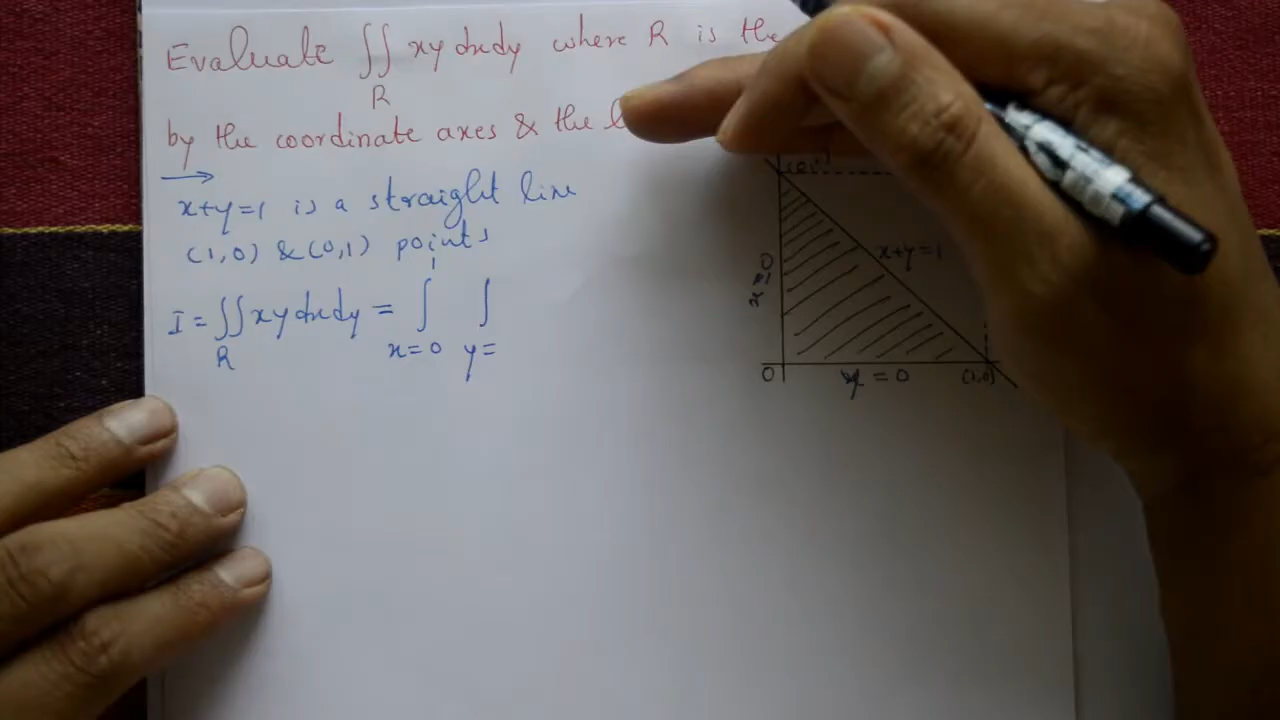 Evaluate ∬ xy dxdy where R is the
R
by the coordinate axes & the
→
x+y=1 is a straight line
(1,0) & (0,1) points
I = ∬ xy dxdy = ∫ ∫
1
R x=0 y=
x=0
x+y=1
0 y = 0 (1,0)